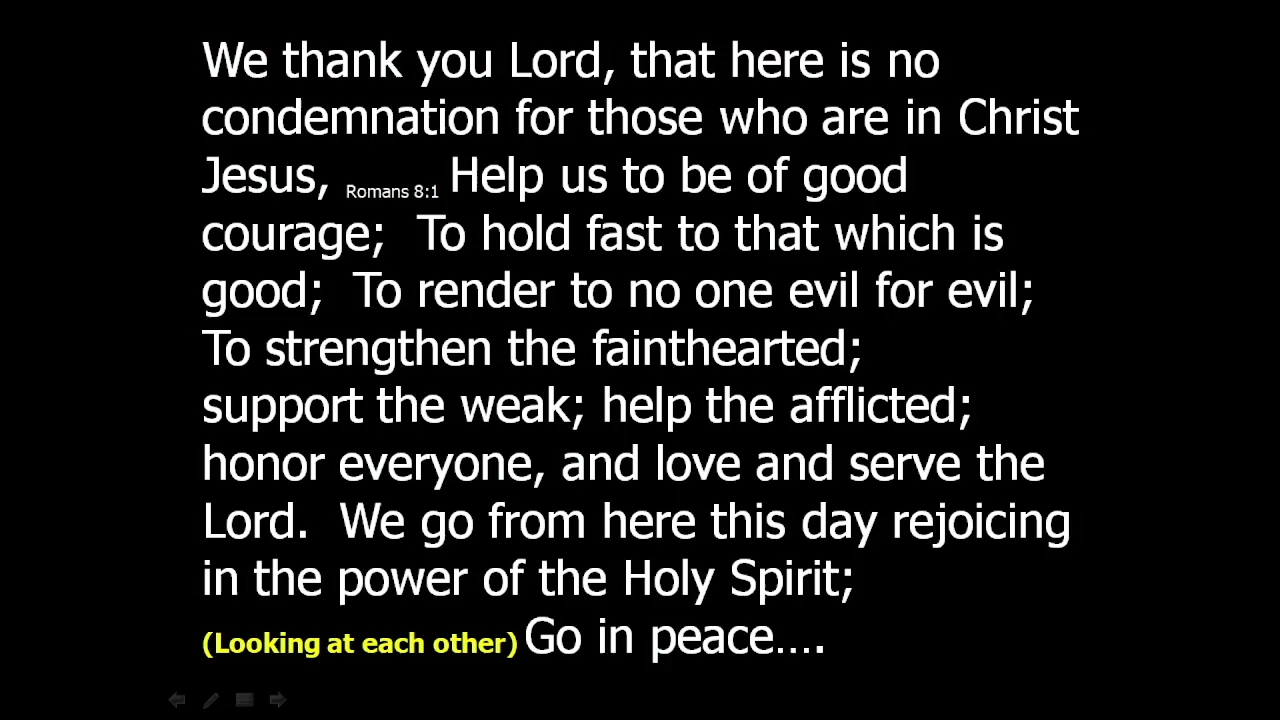 We thank you Lord, that here is no
condemnation for those who are in Christ
Jesus, Romans 8:1 Help us to be of good
courage;  To hold fast to that which is
good;  To render to no one evil for evil;
To strengthen the fainthearted;
support the weak; help the afflicted;
honor everyone, and love and serve the
Lord.  We go from here this day rejoicing
in the power of the Holy Spirit;
(Looking at each other) Go in peace….